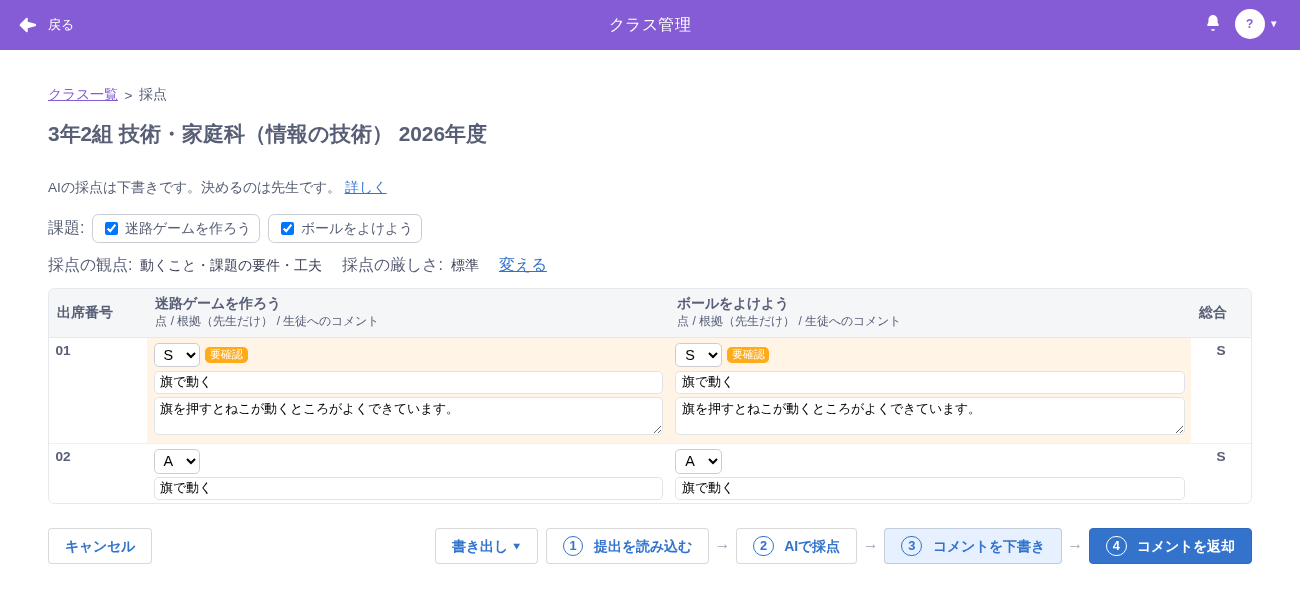 戻る
クラス管理
?
▼
クラス一覧 > 採点
3年2組 技術・家庭科（情報の技術） 2026年度
AIの採点は下書きです。決めるのは先生です。 詳しく
課題: 迷路ゲームを作ろう ボールをよけよう
採点の観点: 動くこと・課題の要件・工夫 採点の厳しさ: 標準 変える
出席番号 迷路ゲームを作ろう ボールをよけよう 総合
点 / 根拠（先生だけ） / 生徒へのコメント 点 / 根拠（先生だけ） / 生徒へのコメント
01 S 要確認 S 要確認 S
旗で動く 旗で動く
旗を押すとねこが動くところがよくできています。 旗を押すとねこが動くところがよくできています。
02 A A S
旗で動く 旗で動く
キャンセル 書き出し ▼ 1 提出を読み込む → 2 AIで採点 → 3 コメントを下書き → 4 コメントを返却